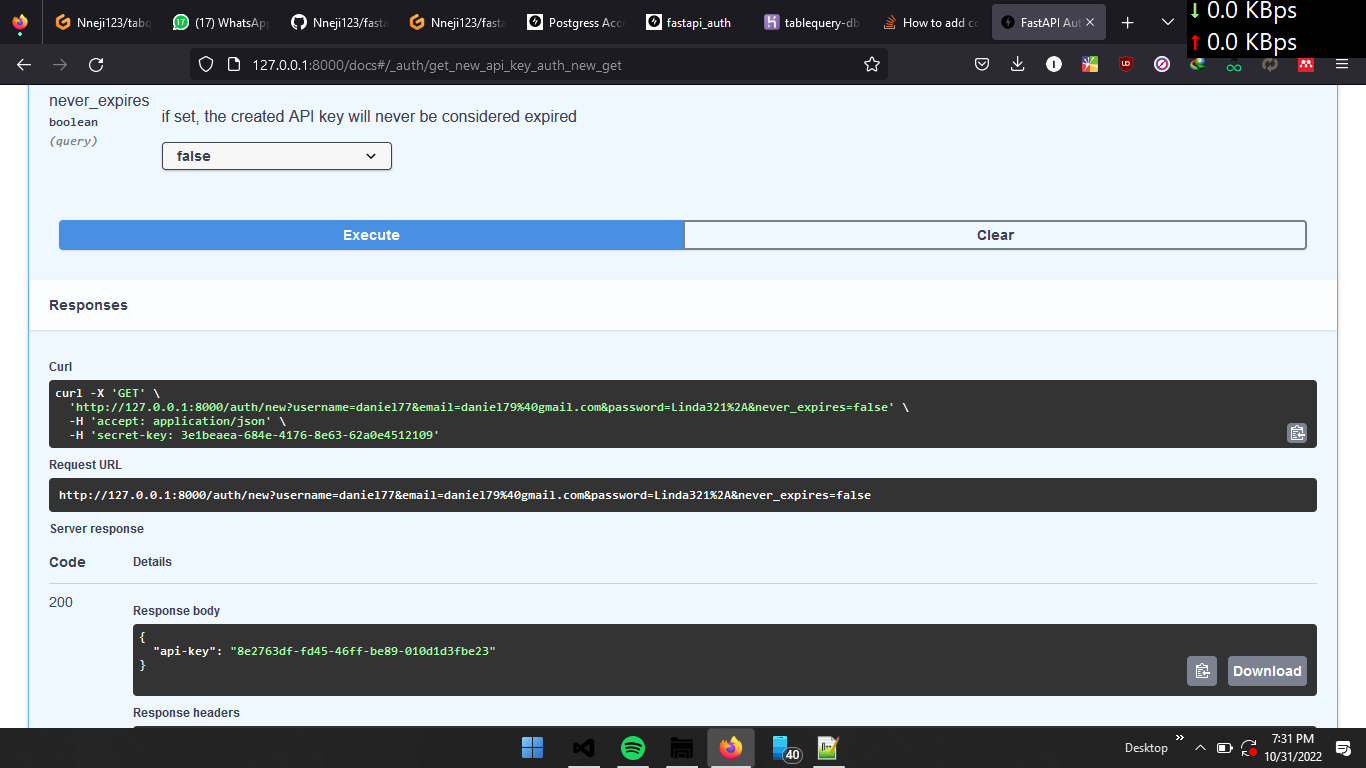 Nneji123/tabq
(17) WhatsApp
Nneji123/fasta
Nneji123/fasta
Postgress Acce
fastapi_auth
tablequery-db
How to add co
FastAPI Aut
0.0 KBps
0.0 KBps
127.0.0.1:8000/docs#/_auth/get_new_api_key_auth_new_get
never_expires
boolean
(query)
if set, the created API key will never be considered expired
false
Execute
Clear
Responses
Curl
curl -X 'GET' \
'http://127.0.0.1:8000/auth/new?username=daniel77&email=daniel79%40gmail.com&password=Linda321%2A&never_expires=false' \
-H 'accept: application/json' \
-H 'secret-key: 3e1beaea-684e-4176-8e63-62a0e4512109'
Request URL
http://127.0.0.1:8000/auth/new?username=daniel77&email=daniel79%40gmail.com&password=Linda321%2A&never_expires=false
Server response
Code
Details
200
Response body
{
"api-key": "8e2763df-fd45-46ff-be89-010d1d3fbe23"
}
Download
Response headers
40
Desktop
7:31 PM
10/31/2022